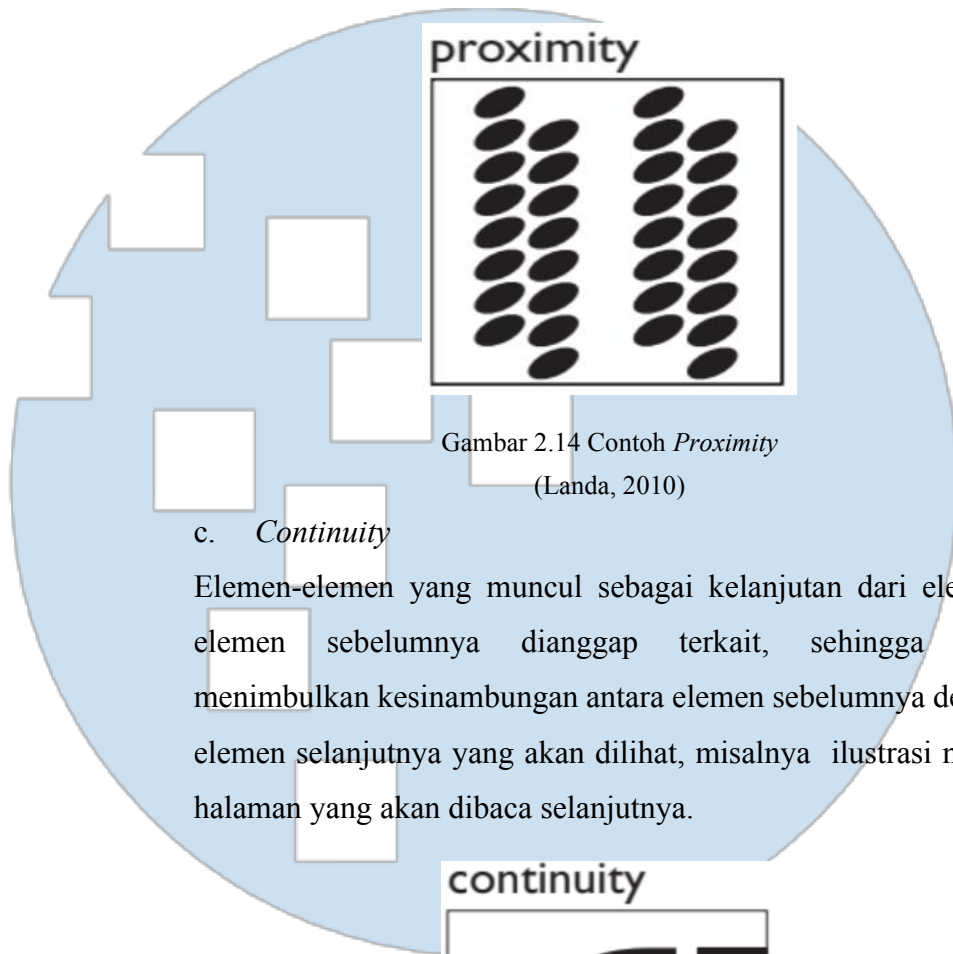 proximity
Gambar 2.14 Contoh Proximity
(Landa, 2010)
c. Continuity
Elemen-elemen yang muncul sebagai kelanjutan dari
elemen sebelumnya dianggap terkait, sehingga
menimbulkan kesinambungan antara elemen sebelumnya
elemen selanjutnya yang akan dilihat, misalnya ilustrasi
halaman yang akan dibaca selanjutnya.
continuity